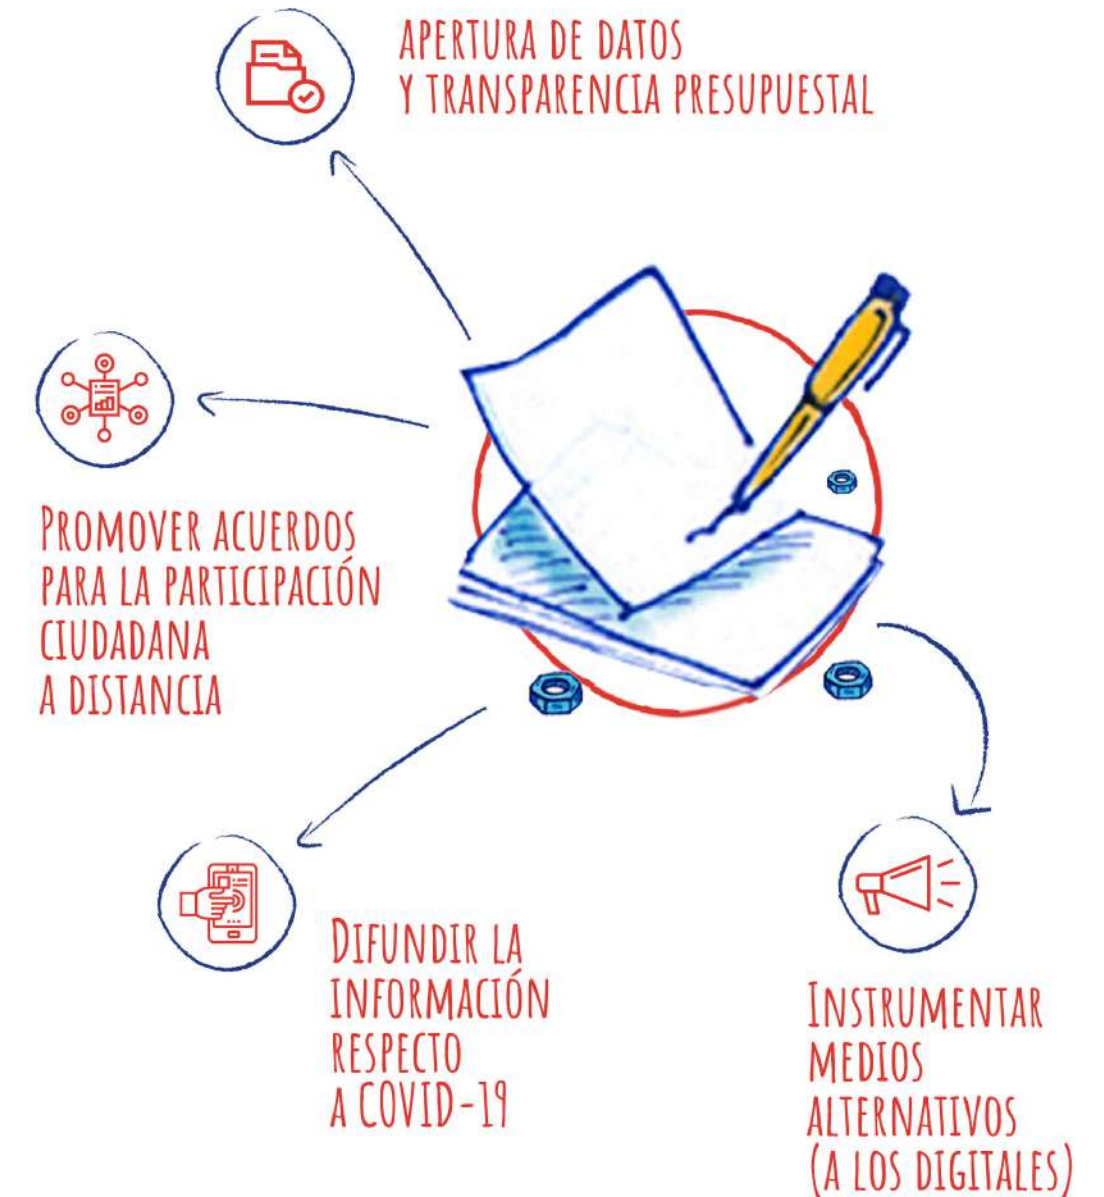 APERTURA DE DATOS
Y TRANSPARENCIA PRESUPUESTAL
PROMOVER ACUERDOS
PARA LA PARTICIPACIÓN
CIUDADANA
A DISTANCIA
DIFUNDIR LA
INFORMACIÓN
RESPECTO
A COVID-19
INSTRUMENTAR
MEDIOS
ALTERNATIVOS
(A LOS DIGITALES)